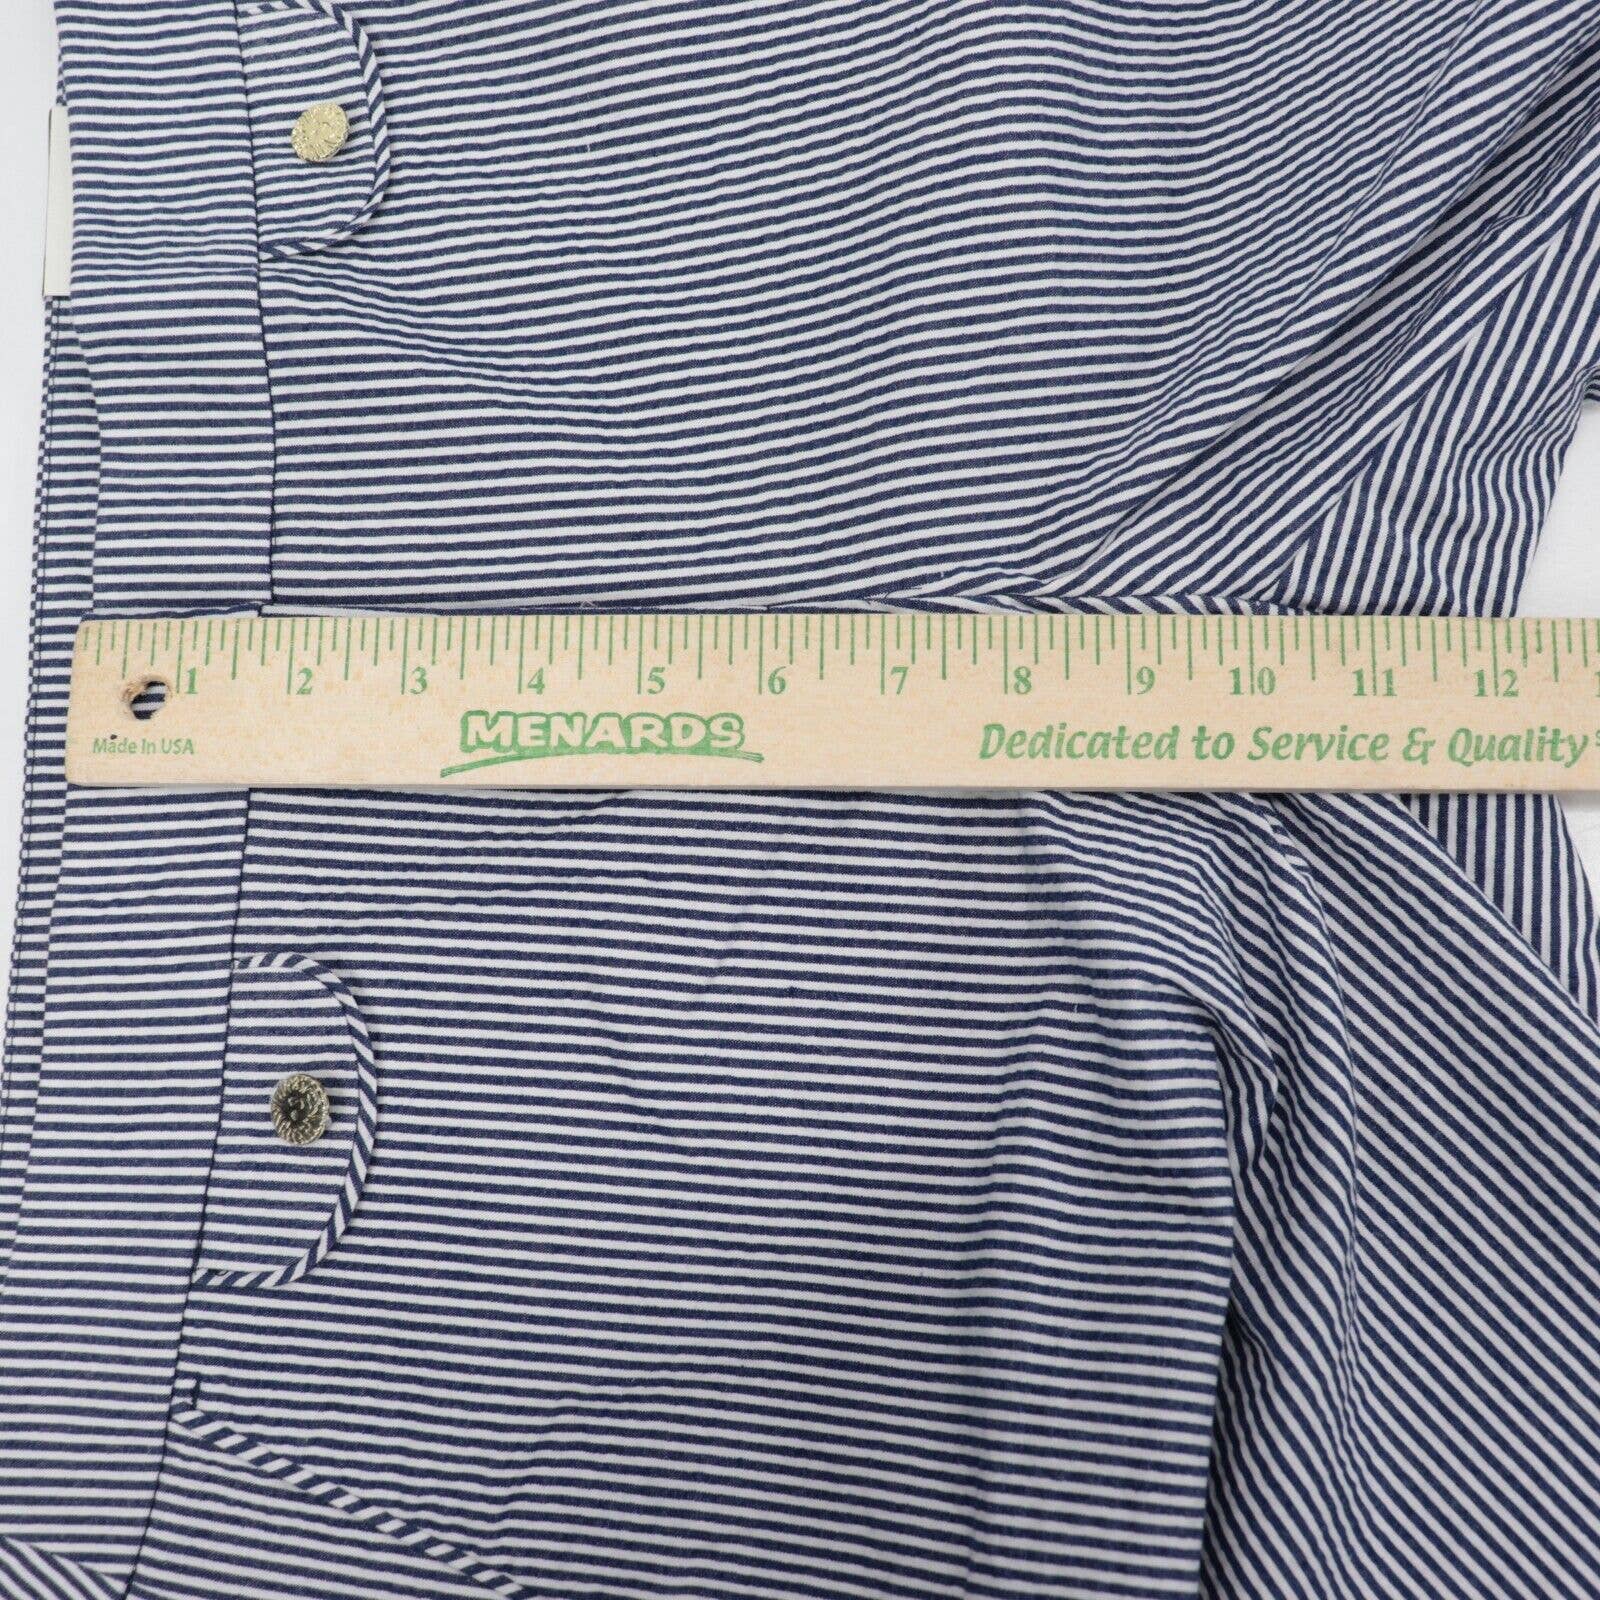 1 2 3 4 5 6 7 8 9 10 11 12
Made In USA MENARDS Dedicated to Service & Quality